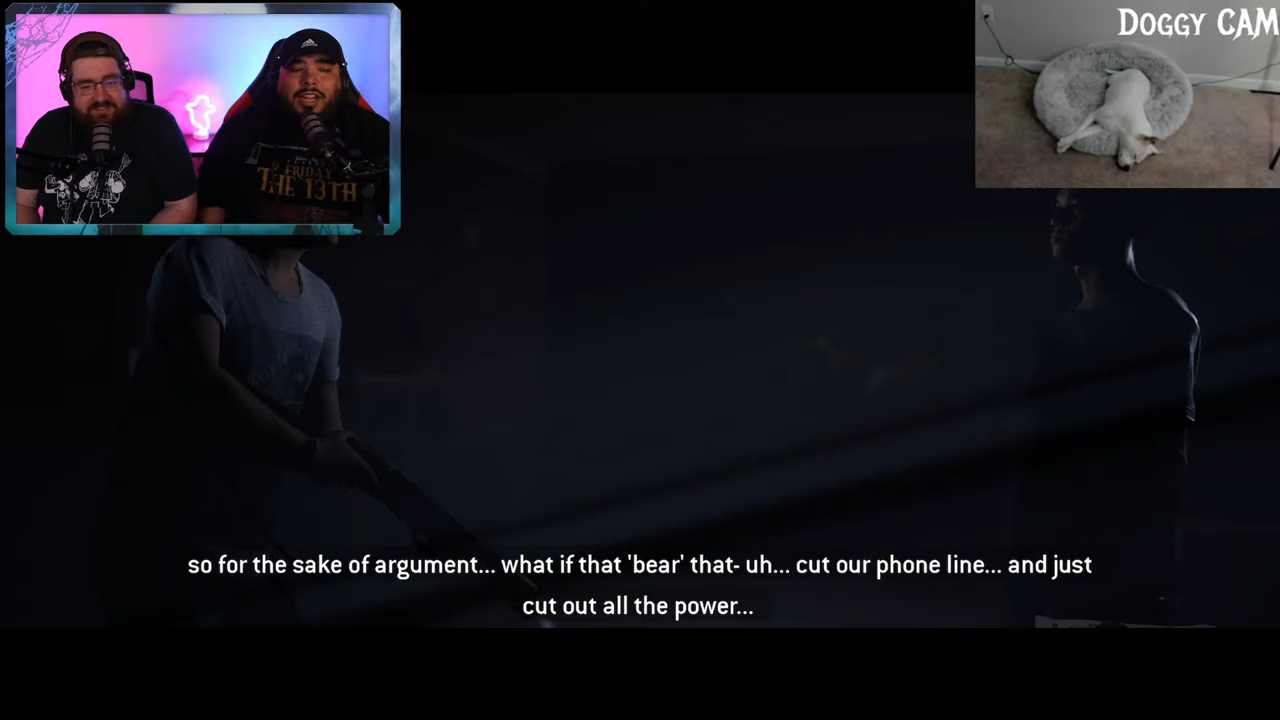 DOGGY CAM
FRIDAY
THE 13TH
so for the sake of argument... what if that 'bear' that- uh... cut our phone line... and just
cut out all the power...